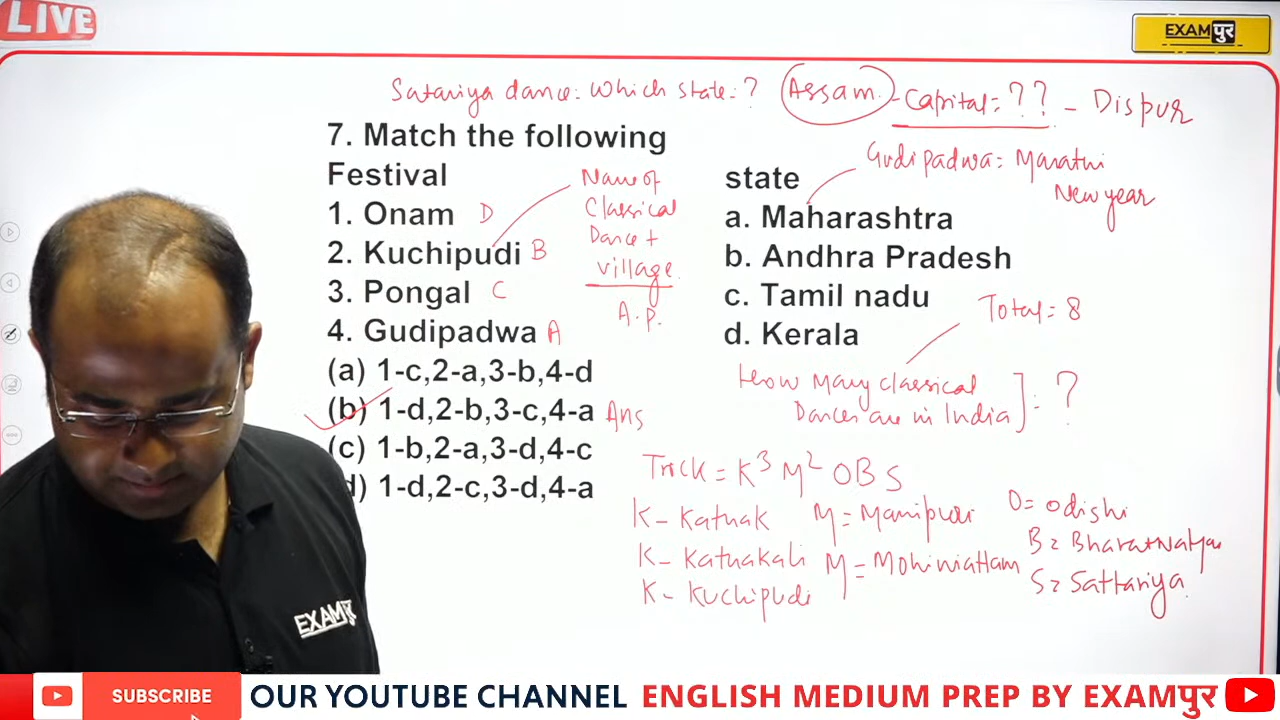 LIVE
EXAMपुर
Satariya dance: which state = ?
Assam - Capital = ?? - Dispur
7. Match the following
Gudipadwa = Marathi
New year
Festival
state
Name of
Classical
Dance +
village
A.P.
1. Onam D
a. Maharashtra
2. Kuchipudi B
b. Andhra Pradesh
3. Pongal C
c. Tamil nadu
Total = 8
4. Gudipadwa A
d. Kerala
(a) 1-c,2-a,3-b,4-d
How Many classical
Dances are in India ] = ?
(b) 1-d,2-b,3-c,4-a Ans
(c) 1-b,2-a,3-d,4-c
d) 1-d,2-c,3-d,4-a
Trick = K³ M² O B S
K - Kathak
M = Manipuri
O = odishi
K - Kathakali
M = Mohiniattam
K - Kuchipudi
S = Sattariya
EXAMपुर
SUBSCRIBE
OUR YOUTUBE CHANNEL ENGLISH MEDIUM PREP BY EXAMपुर